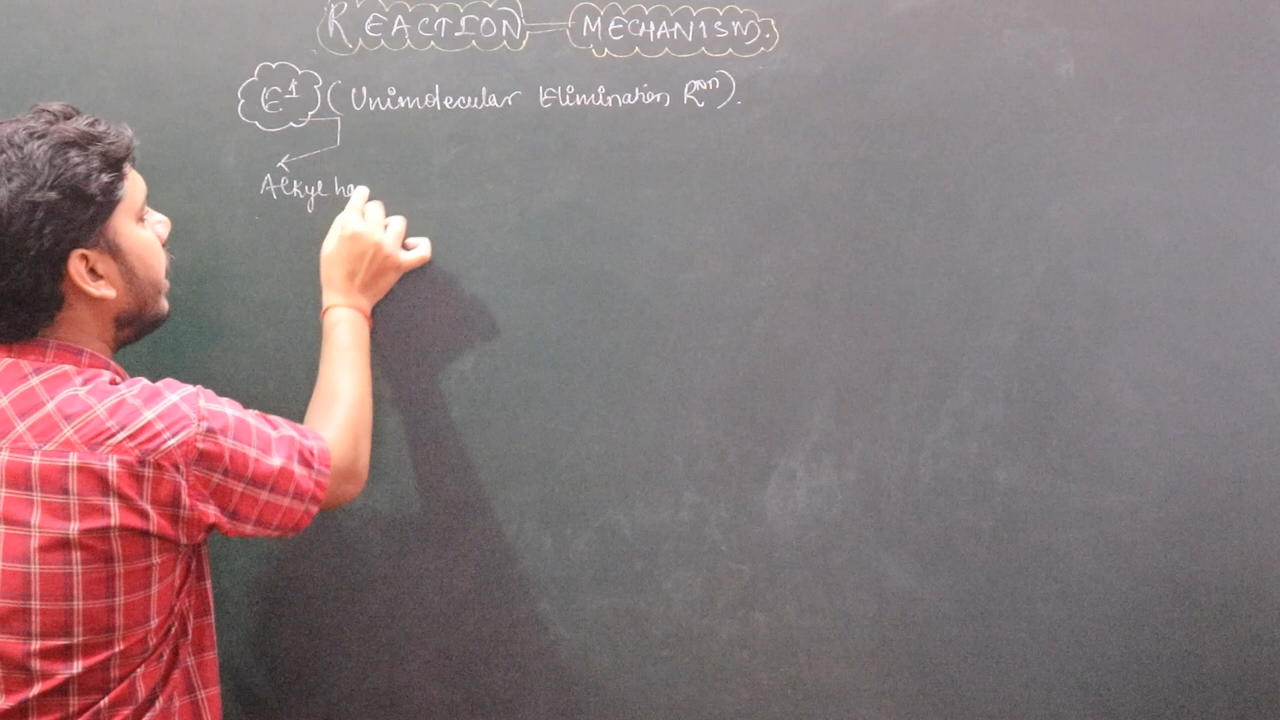 REACTION — MECHANISM.
E1 (Unimolecular Elimination Rxn).
Alkyl ha